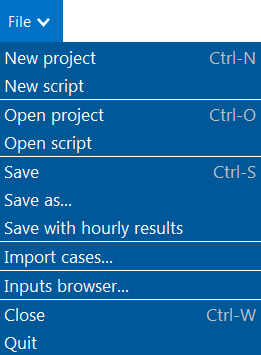 File
New project Ctrl-N
New script
Open project Ctrl-O
Open script
Save Ctrl-S
Save as...
Save with hourly results
Import cases...
Inputs browser...
Close Ctrl-W
Quit